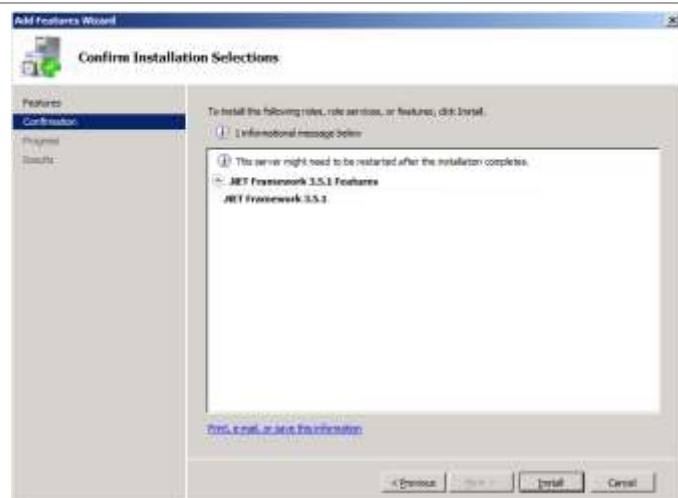 Add Features Wizard
Confirm Installation Selections
Features
Confirmation
Progress
Results
To install the following roles, role services, or features, click Install.
1 informational message below
This server might need to be restarted after the installation completes.
.NET Framework 3.5.1 Features
.NET Framework 3.5.1
Print, e-mail, or save this information
< Previous
Next >
Install
Cancel